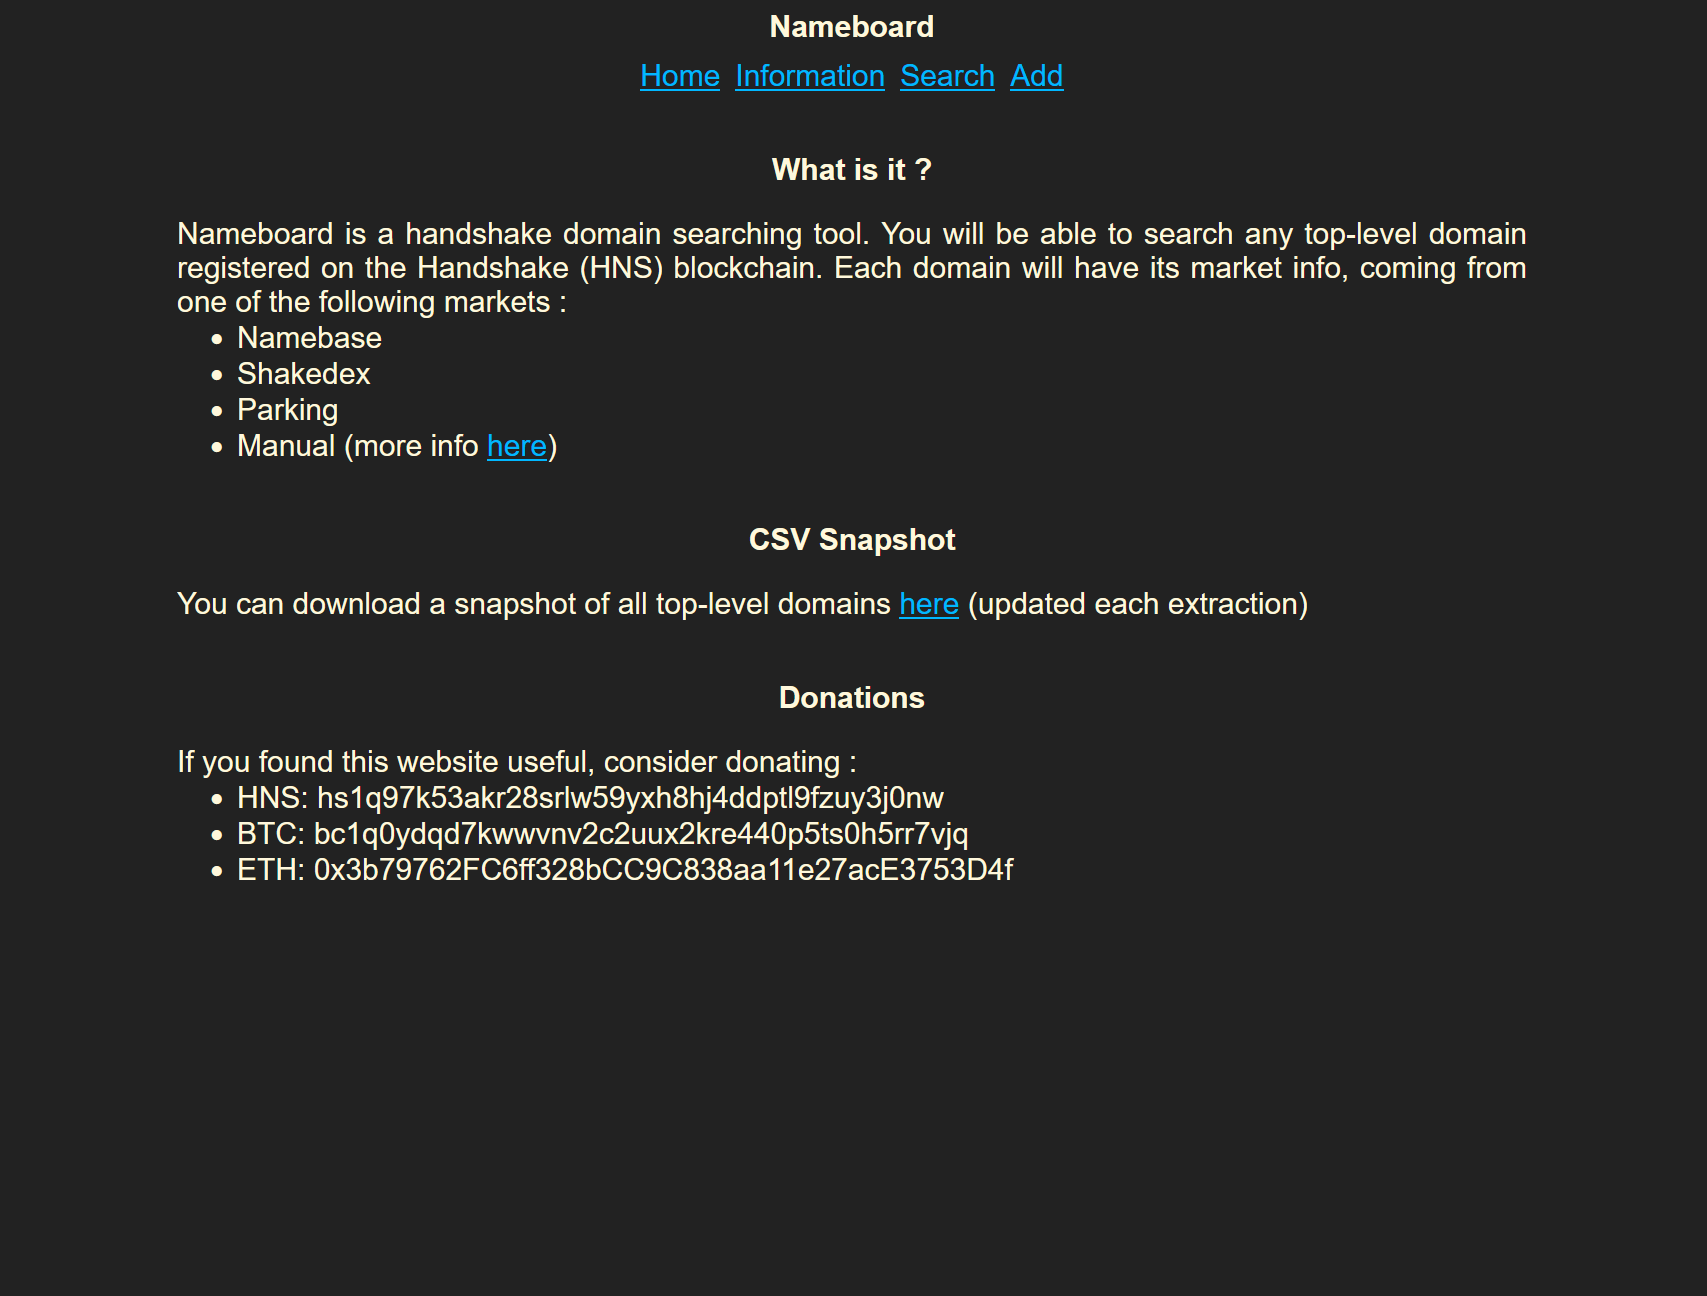 Nameboard
Home Information Search Add
What is it ?
Nameboard is a handshake domain searching tool. You will be able to search any top-level domain
registered on the Handshake (HNS) blockchain. Each domain will have its market info, coming from
one of the following markets :
• Namebase
• Shakedex
• Parking
• Manual (more info here)
CSV Snapshot
You can download a snapshot of all top-level domains here (updated each extraction)
Donations
If you found this website useful, consider donating :
• HNS: hs1q97k53akr28srlw59yxh8hj4ddptl9fzuy3j0nw
• BTC: bc1q0ydqd7kwwvnv2c2uux2kre440p5ts0h5rr7vjq
• ETH: 0x3b79762FC6ff328bCC9C838aa11e27acE3753D4f